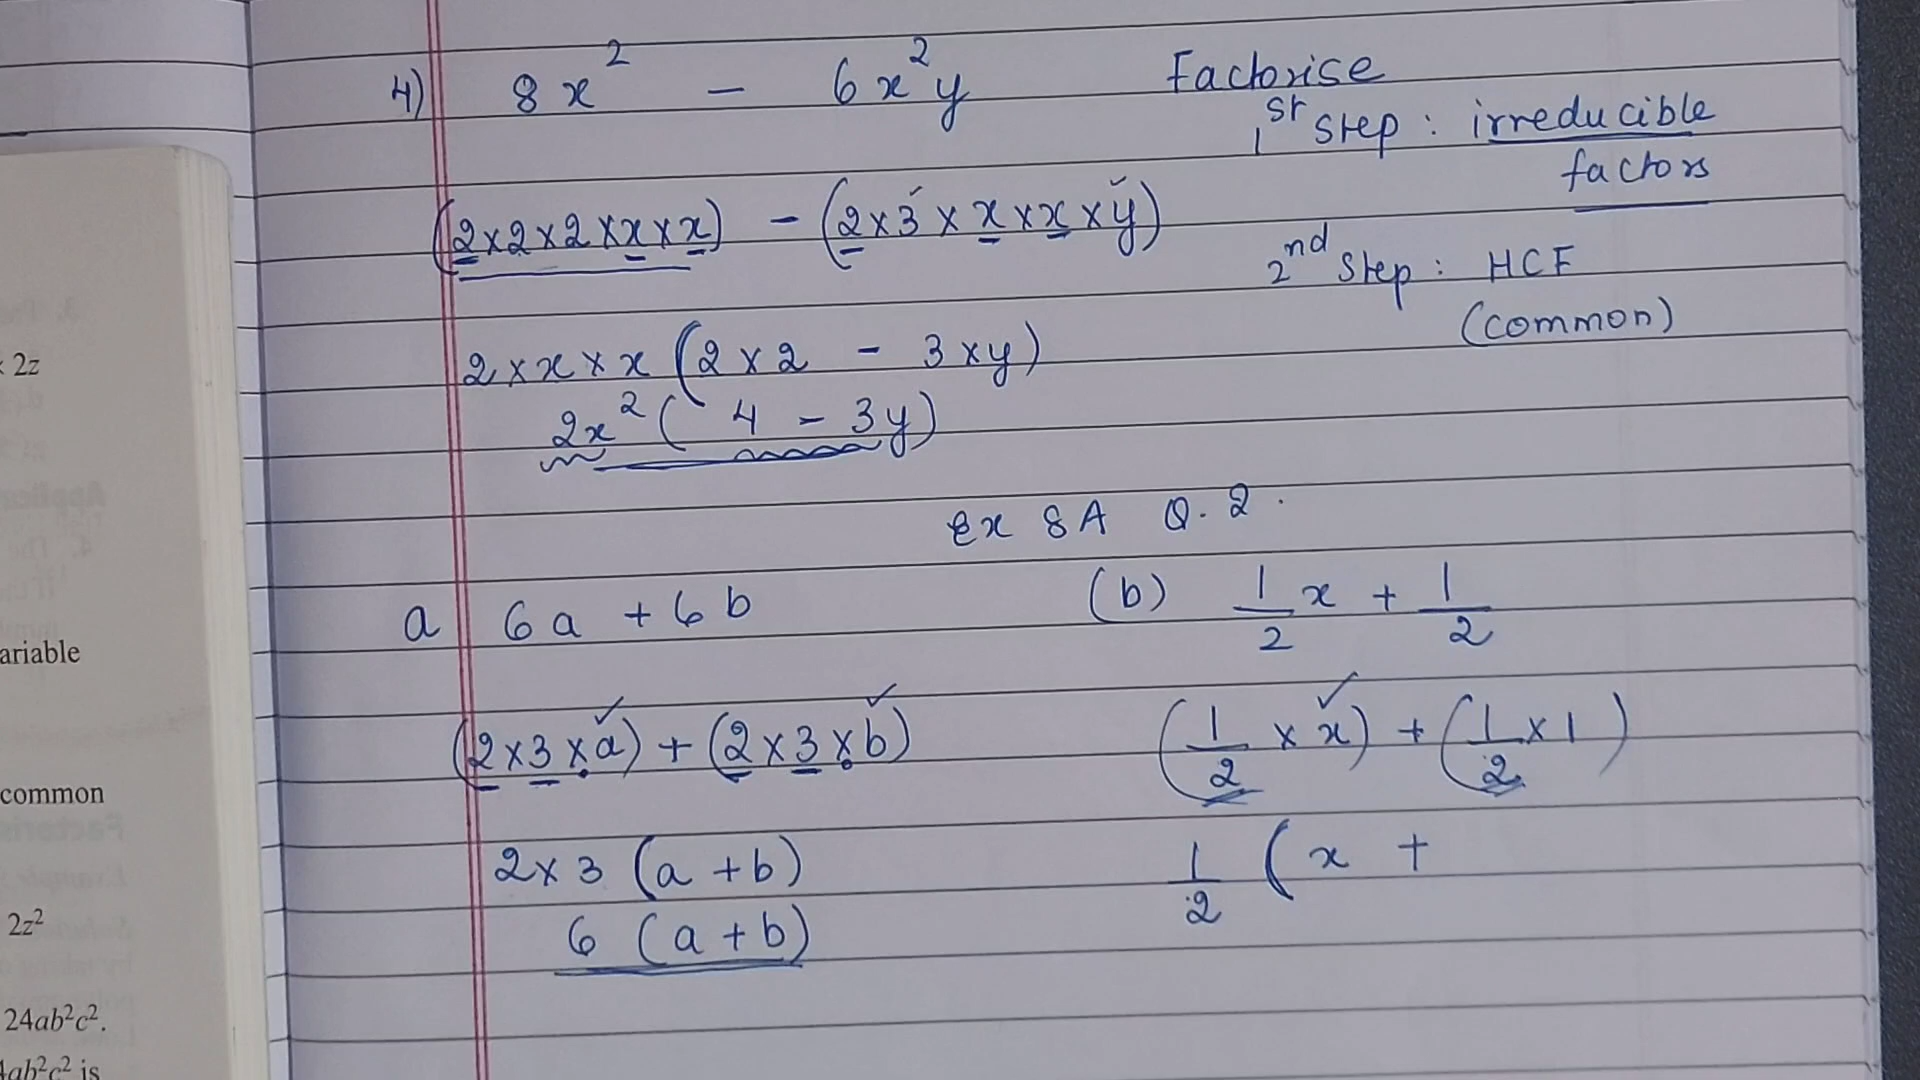 4) 8x² - 6x²y Factorise
1st Step : irreducible
factors
(2×2×2×x×x) - (2×3×x×x×y)
2nd Step : HCF
(common)
2×x×x (2×2 - 3×y)
2x² ( 4 - 3y)
Ex 8A Q. 2.
a 6a + 6b
(2×3×a) + (2×3×b)
2×3 (a+b)
6 (a+b)
(b) 1/2 x + 1/2
(1/2 × x) + (1/2 × 1)
1/2 ( x +
2z
ariable
common
2z²
24ab²c².
ab²c² is